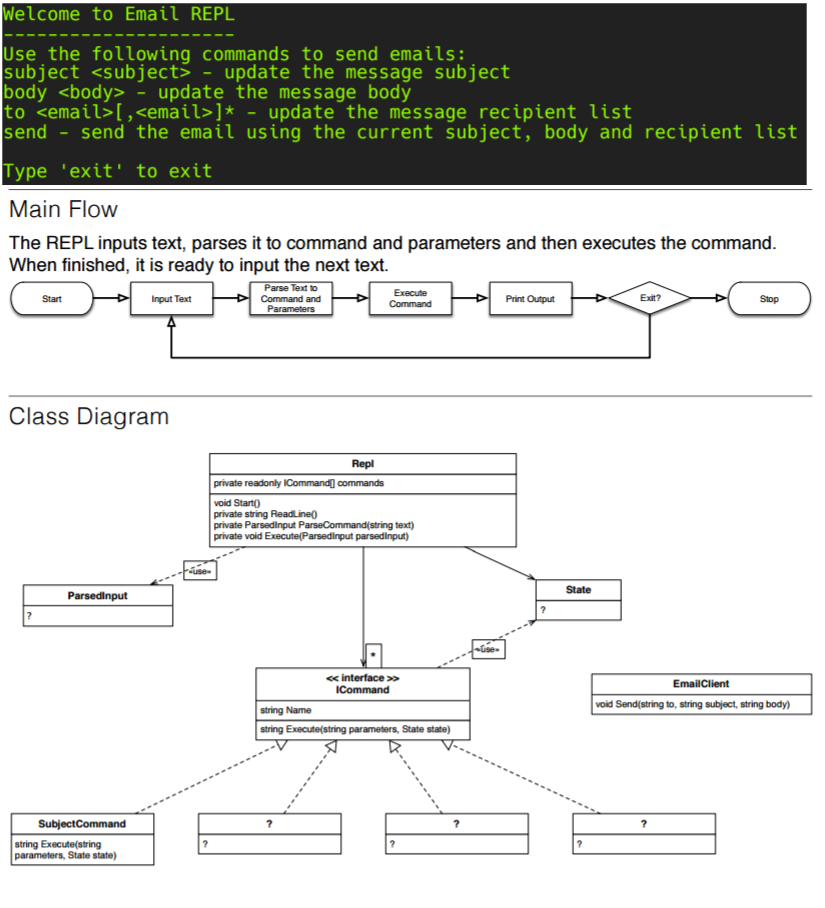 Welcome to Email REPL
----------------------
Use the following commands to send emails:
subject <subject> - update the message subject
body <body> - update the message body
to <email>[,<email>]* - update the message recipient list
send - send the email using the current subject, body and recipient list
Type 'exit' to exit
Main Flow
The REPL inputs text, parses it to command and parameters and then executes the command.
When finished, it is ready to input the next text.
Start
Input Text
Parse Text to
Command and
Parameters
Execute
Command
Print Output
Exit?
Stop
Class Diagram
Repl
private readonly ICommand[] commands
void Start()
private string ReadLine()
private ParsedInput ParseCommand(string text)
private void Execute(ParsedInput parsedInput)
«use»
ParsedInput
?
State
?
«use»
*
<< interface >>
ICommand
string Name
string Execute(string parameters, State state)
EmailClient
void Send(string to, string subject, string body)
SubjectCommand
string Execute(string
parameters, State state)
?
?
?
?
?
?